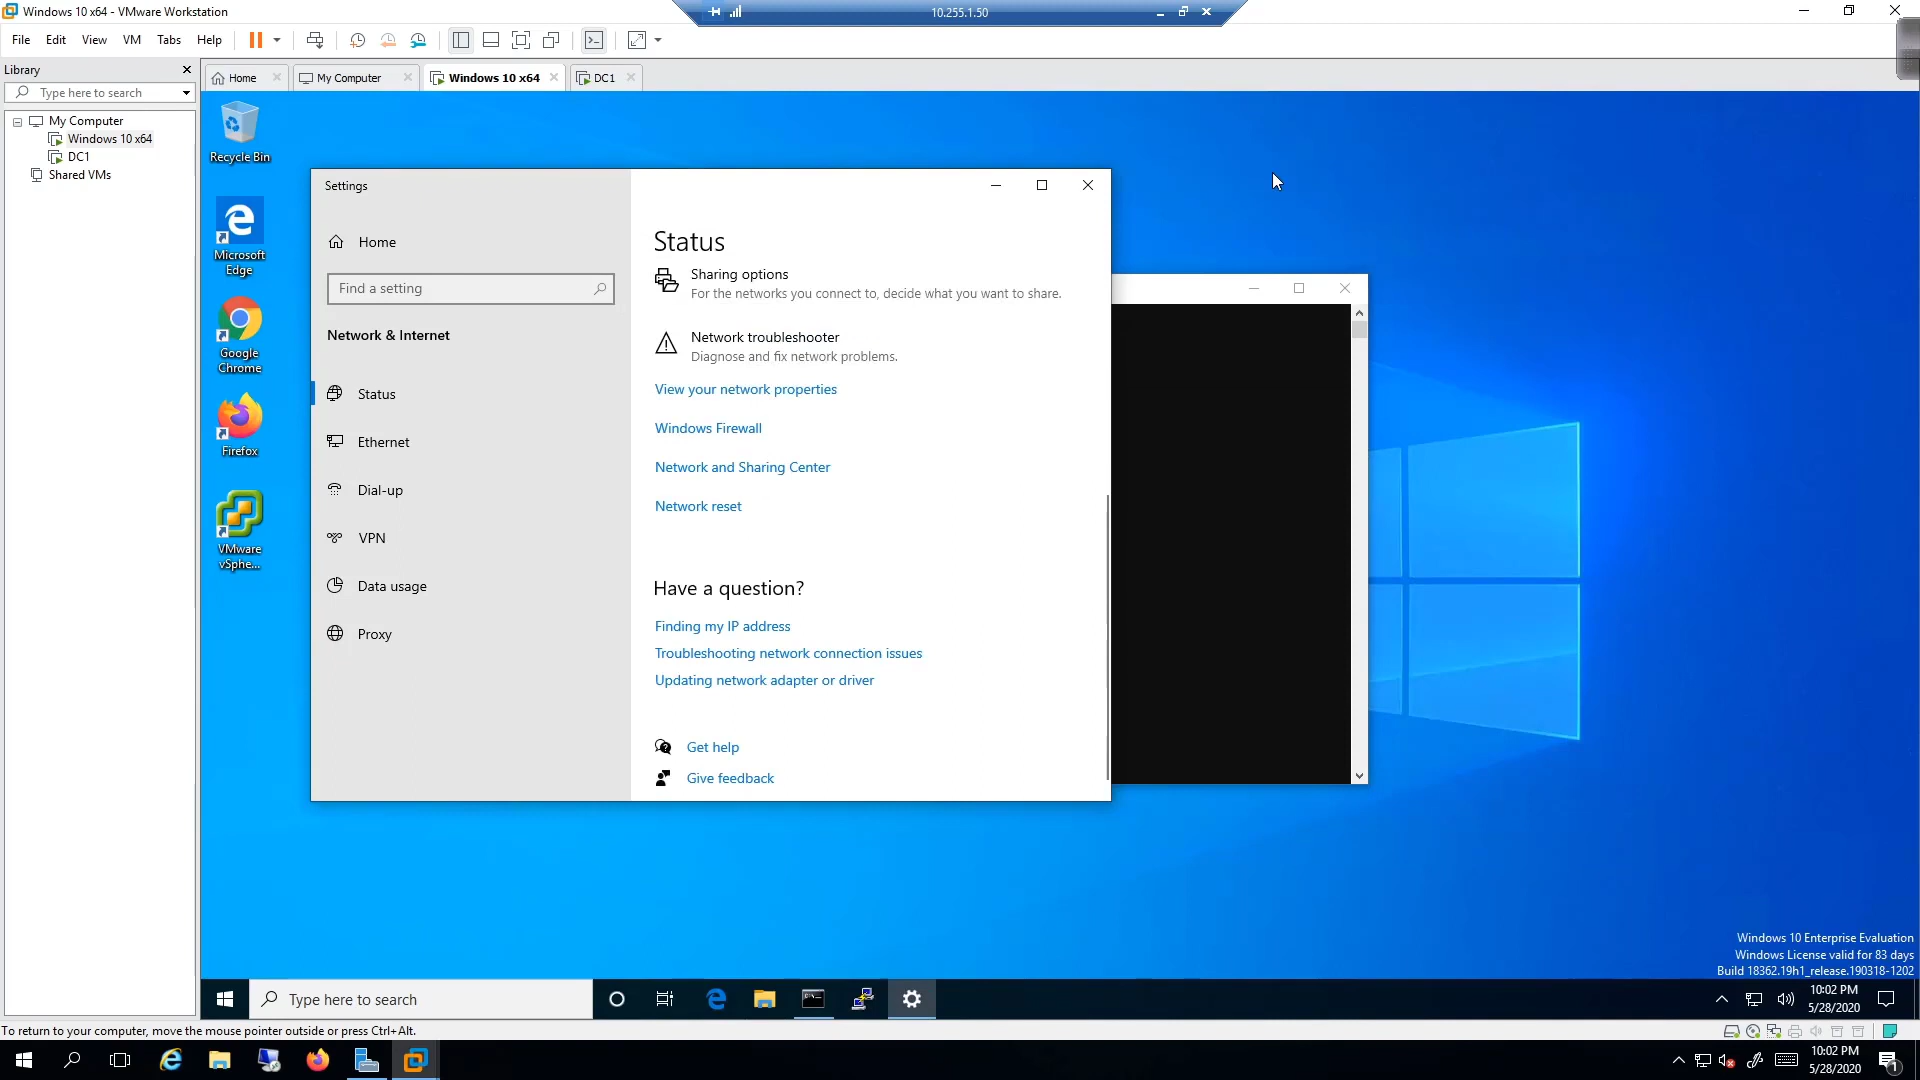 Windows 10 x64 - VMware Workstation
10.255.1.50
File Edit View VM Tabs Help
Library
Type here to search
My Computer
Windows 10 x64
DC1
Shared VMs
Home
My Computer
Windows 10 x64
DC1
Recycle Bin
Microsoft
Edge
Google
Chrome
Firefox
VMware
vSphe...
Settings
Home
Find a setting
Network & Internet
Status
Ethernet
Dial-up
VPN
Data usage
Proxy
Status
Sharing options
For the networks you connect to, decide what you want to share.
Network troubleshooter
Diagnose and fix network problems.
View your network properties
Windows Firewall
Network and Sharing Center
Network reset
Have a question?
Finding my IP address
Troubleshooting network connection issues
Updating network adapter or driver
Get help
Give feedback
Windows 10 Enterprise Evaluation
Windows License valid for 83 days
Build 18362.19h1_release.190318-1202
Type here to search
10:02 PM
5/28/2020
To return to your computer, move the mouse pointer outside or press Ctrl+Alt.
10:02 PM
5/28/2020
1